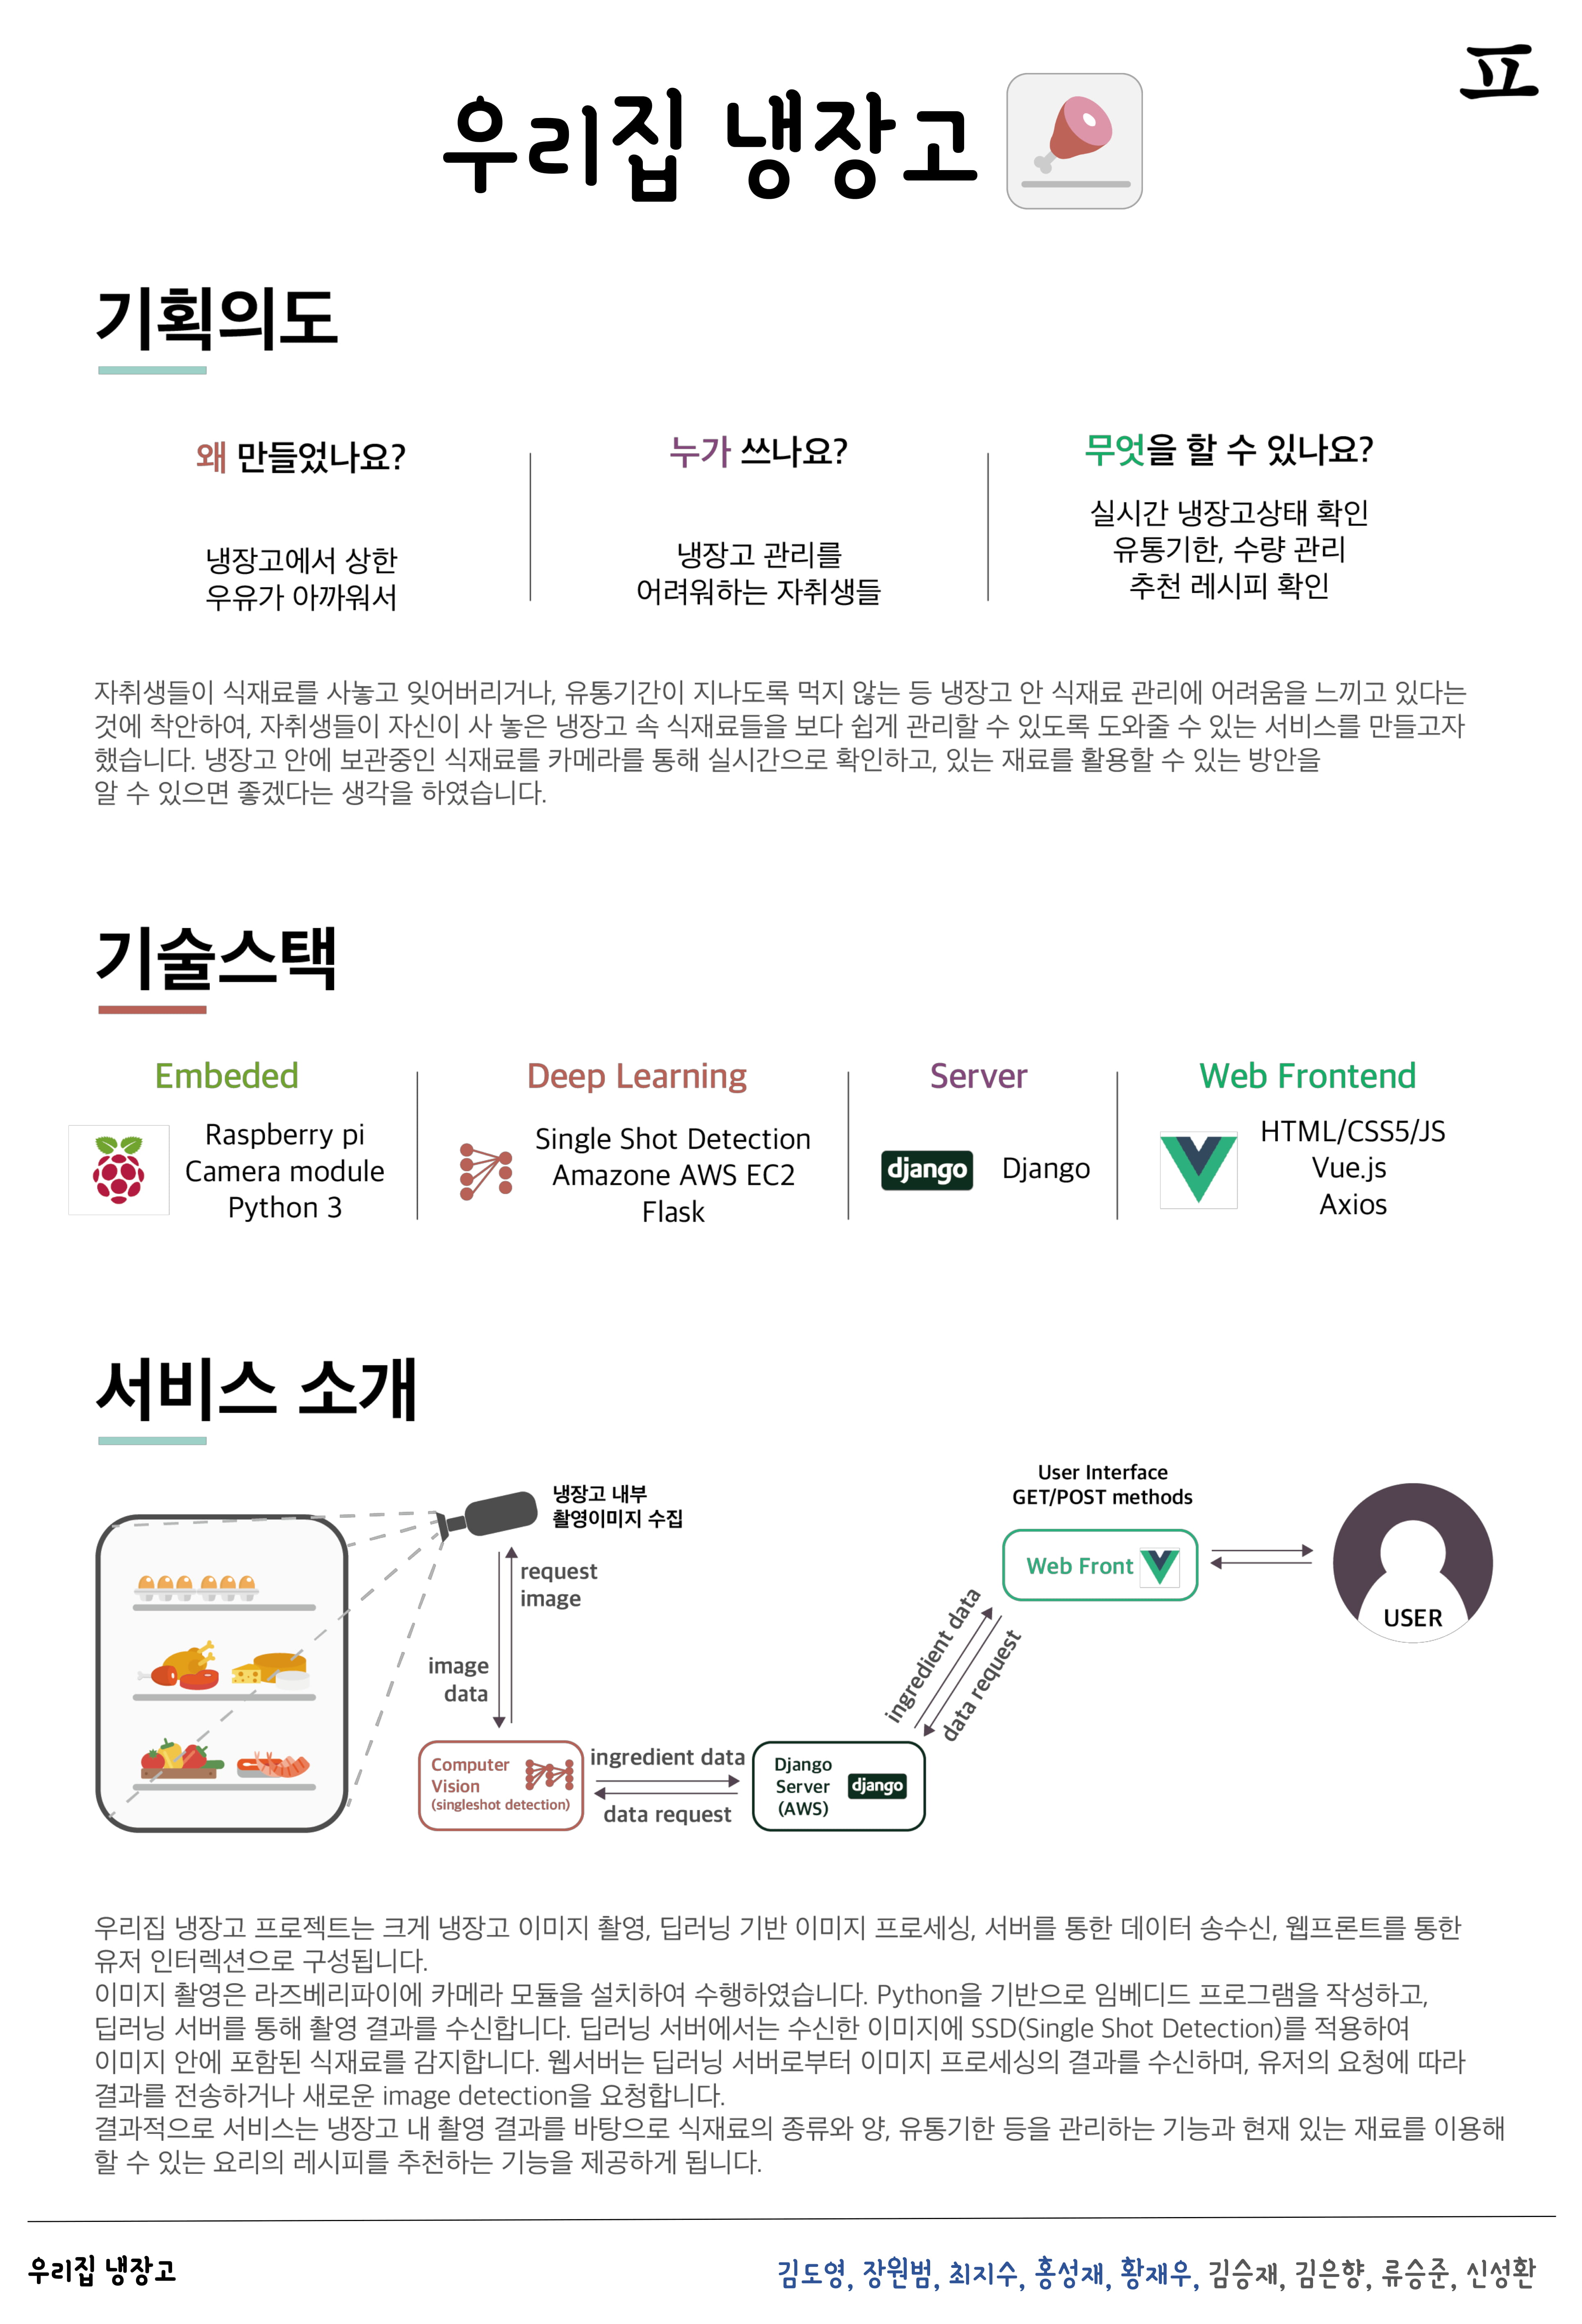 프
우리집 냉장고
기획의도
왜 만들었나요?
냉장고에서 상한
우유가 아까워서
누가 쓰나요?
냉장고 관리를
어려워하는 자취생들
무엇을 할 수 있나요?
실시간 냉장고상태 확인
유통기한, 수량 관리
추천 레시피 확인
자취생들이 식재료를 사놓고 잊어버리거나, 유통기간이 지나도록 먹지 않는 등 냉장고 안 식재료 관리에 어려움을 느끼고 있다는
것에 착안하여, 자취생들이 자신이 사 놓은 냉장고 속 식재료들을 보다 쉽게 관리할 수 있도록 도와줄 수 있는 서비스를 만들고자
했습니다. 냉장고 안에 보관중인 식재료를 카메라를 통해 실시간으로 확인하고, 있는 재료를 활용할 수 있는 방안을
알 수 있으면 좋겠다는 생각을 하였습니다.
기술스택
Embeded
Raspberry pi
Camera module
Python 3
Deep Learning
Single Shot Detection
Amazone AWS EC2
Flask
Server
django
Django
Web Frontend
HTML/CSS5/JS
Vue.js
Axios
서비스 소개
냉장고 내부
촬영이미지 수집
request
image
image
data
Computer
Vision
(singleshot detection)
ingredient data
data request
Django
Server
(AWS)
django
ingredient data
data request
User Interface
GET/POST methods
Web Front
USER
우리집 냉장고 프로젝트는 크게 냉장고 이미지 촬영, 딥러닝 기반 이미지 프로세싱, 서버를 통한 데이터 송수신, 웹프론트를 통한
유저 인터렉션으로 구성됩니다.
이미지 촬영은 라즈베리파이에 카메라 모듈을 설치하여 수행하였습니다. Python을 기반으로 임베디드 프로그램을 작성하고,
딥러닝 서버를 통해 촬영 결과를 수신합니다. 딥러닝 서버에서는 수신한 이미지에 SSD(Single Shot Detection)를 적용하여
이미지 안에 포함된 식재료를 감지합니다. 웹서버는 딥러닝 서버로부터 이미지 프로세싱의 결과를 수신하며, 유저의 요청에 따라
결과를 전송하거나 새로운 image detection을 요청합니다.
결과적으로 서비스는 냉장고 내 촬영 결과를 바탕으로 식재료의 종류와 양, 유통기한 등을 관리하는 기능과 현재 있는 재료를 이용해
할 수 있는 요리의 레시피를 추천하는 기능을 제공하게 됩니다.
우리집 냉장고
김도영, 장원범, 최지수, 홍성재, 황재우, 김승재, 김은향, 류승준, 신성환